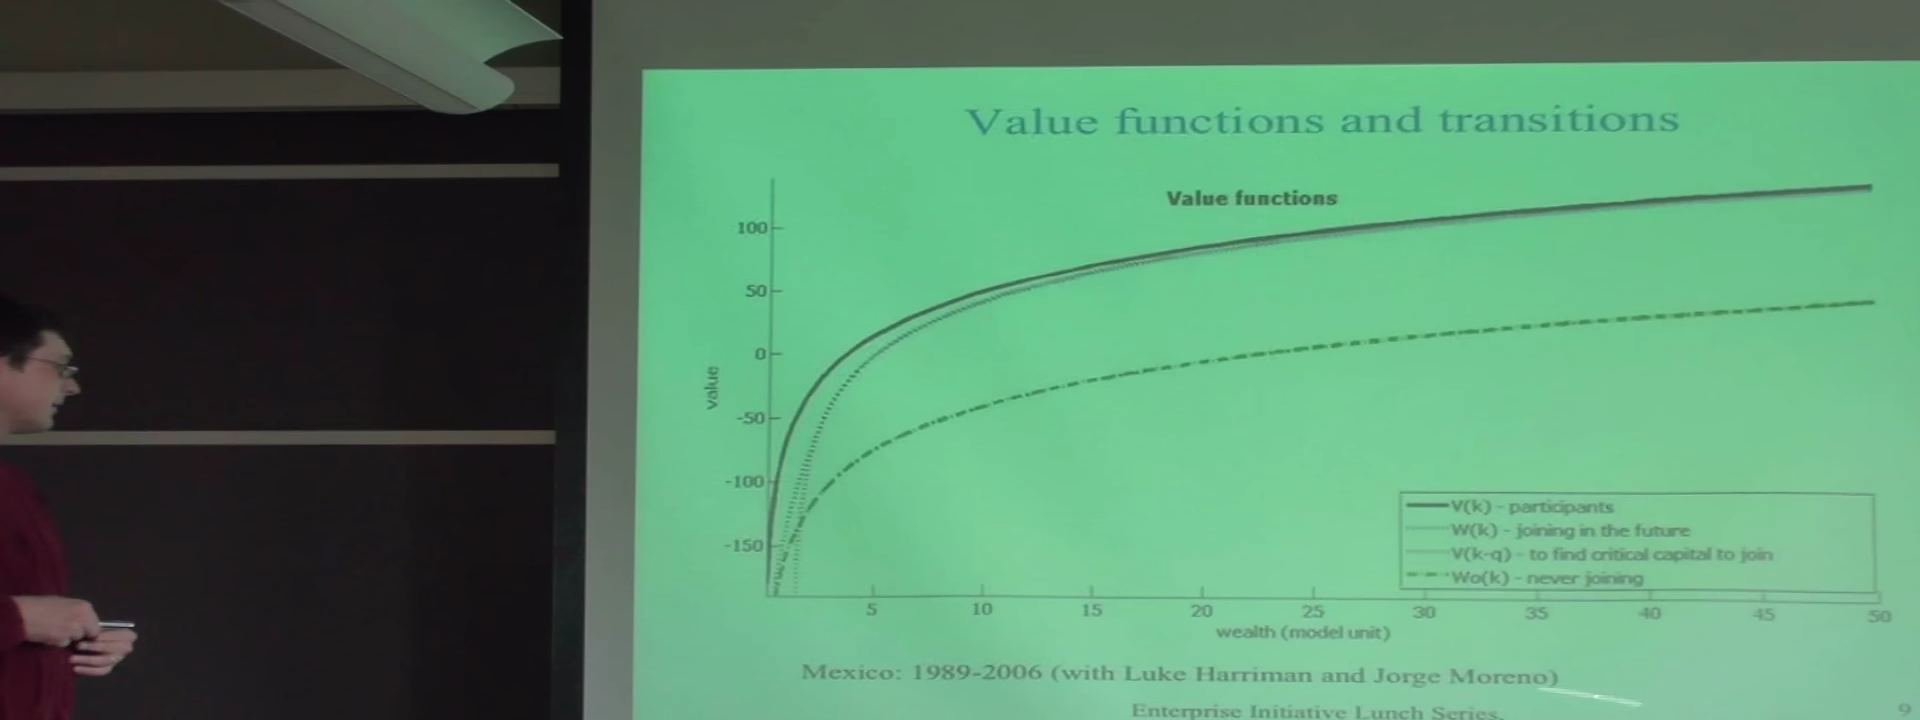 Value functions and transitions
Value functions
100
50
0
-50
-100
-150
value
V(k) - participants
W(k) - joining in the future
V(k-q) - to find critical capital to join
Wo(k) - never joining
5 10 15 20 25 30 35 40 45 50
wealth (model unit)
Mexico: 1989-2006 (with Luke Harriman and Jorge Moreno)
Enterprise Initiative Lunch Series,
9